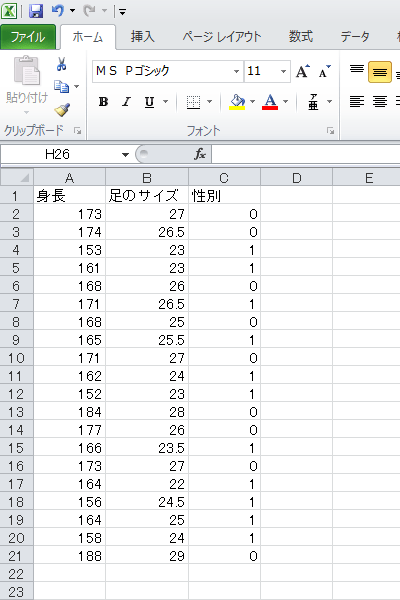 ファイル ホーム 挿入 ページ レイアウト 数式 データ
貼り付け
ＭＳ Ｐゴシック 11 A A
B I U A ア亜
クリップボード フォント
H26 fx
A B C D E
1 身長 足のサイズ 性別
2 173 27 0
3 174 26.5 0
4 153 23 1
5 161 23 1
6 168 26 0
7 171 26.5 1
8 168 25 0
9 165 25.5 1
10 171 27 0
11 162 24 1
12 152 23 1
13 184 28 0
14 177 26 0
15 166 23.5 1
16 173 27 0
17 164 22 1
18 156 24.5 1
19 164 25 1
20 158 24 1
21 188 29 0
22
23